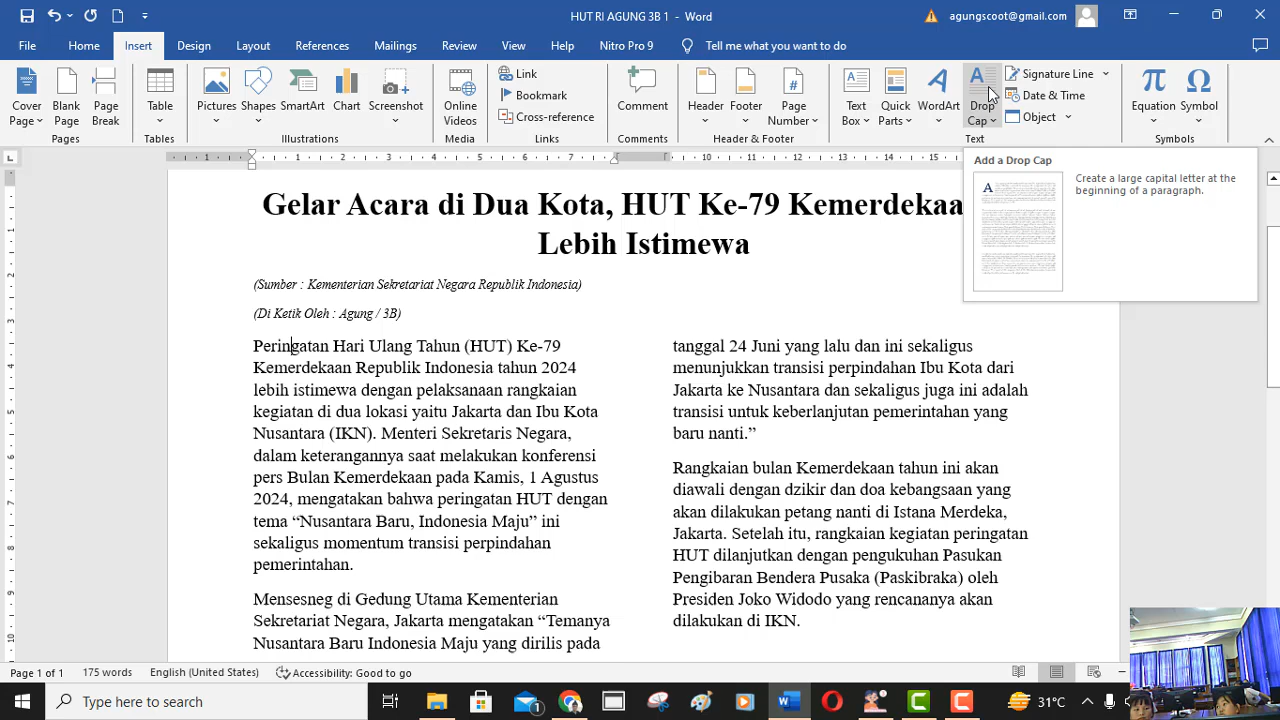 HUT RI AGUNG 3B 1 - Word
agungscoot@gmail.com
File Home Insert Design Layout References Mailings Review View Help Nitro Pro 9 Tell me what you want to do
Cover Page
Blank Page
Page Break
Pages
Table
Tables
Pictures
Shapes
SmartArt
Chart
Screenshot
Illustrations
Online Videos
Media
Link
Bookmark
Cross-reference
Links
Comment
Comments
Header
Footer
Page Number
Header & Footer
Text Box
Quick Parts
WordArt
Drop Cap
Signature Line
Date & Time
Object
Text
Equation
Symbol
Symbols
Add a Drop Cap
Create a large capital letter at the
beginning of a paragraph.
Gelar Acara di Dua Kota, HUT Ke-79 Kemerdekaa
Lebih Istimewa
(Sumber : Kementerian Sekretariat Negara Republik Indonesia)
(Di Ketik Oleh : Agung / 3B)
Peringatan Hari Ulang Tahun (HUT) Ke-79
Kemerdekaan Republik Indonesia tahun 2024
lebih istimewa dengan pelaksanaan rangkaian
kegiatan di dua lokasi yaitu Jakarta dan Ibu Kota
Nusantara (IKN). Menteri Sekretaris Negara,
dalam keterangannya saat melakukan konferensi
pers Bulan Kemerdekaan pada Kamis, 1 Agustus
2024, mengatakan bahwa peringatan HUT dengan
tema “Nusantara Baru, Indonesia Maju” ini
sekaligus momentum transisi perpindahan
pemerintahan.
Mensesneg di Gedung Utama Kementerian
Sekretariat Negara, Jakarta mengatakan “Temanya
Nusantara Baru Indonesia Maju yang dirilis pada
tanggal 24 Juni yang lalu dan ini sekaligus
menunjukkan transisi perpindahan Ibu Kota dari
Jakarta ke Nusantara dan sekaligus juga ini adalah
transisi untuk keberlanjutan pemerintahan yang
baru nanti.”
Rangkaian bulan Kemerdekaan tahun ini akan
diawali dengan dzikir dan doa kebangsaan yang
akan dilakukan petang nanti di Istana Merdeka,
Jakarta. Setelah itu, rangkaian kegiatan peringatan
HUT dilanjutkan dengan pengukuhan Pasukan
Pengibaran Bendera Pusaka (Paskibraka) oleh
Presiden Joko Widodo yang rencananya akan
dilakukan di IKN.
Page 1 of 1 175 words English (United States) Accessibility: Good to go
Type here to search
31°C